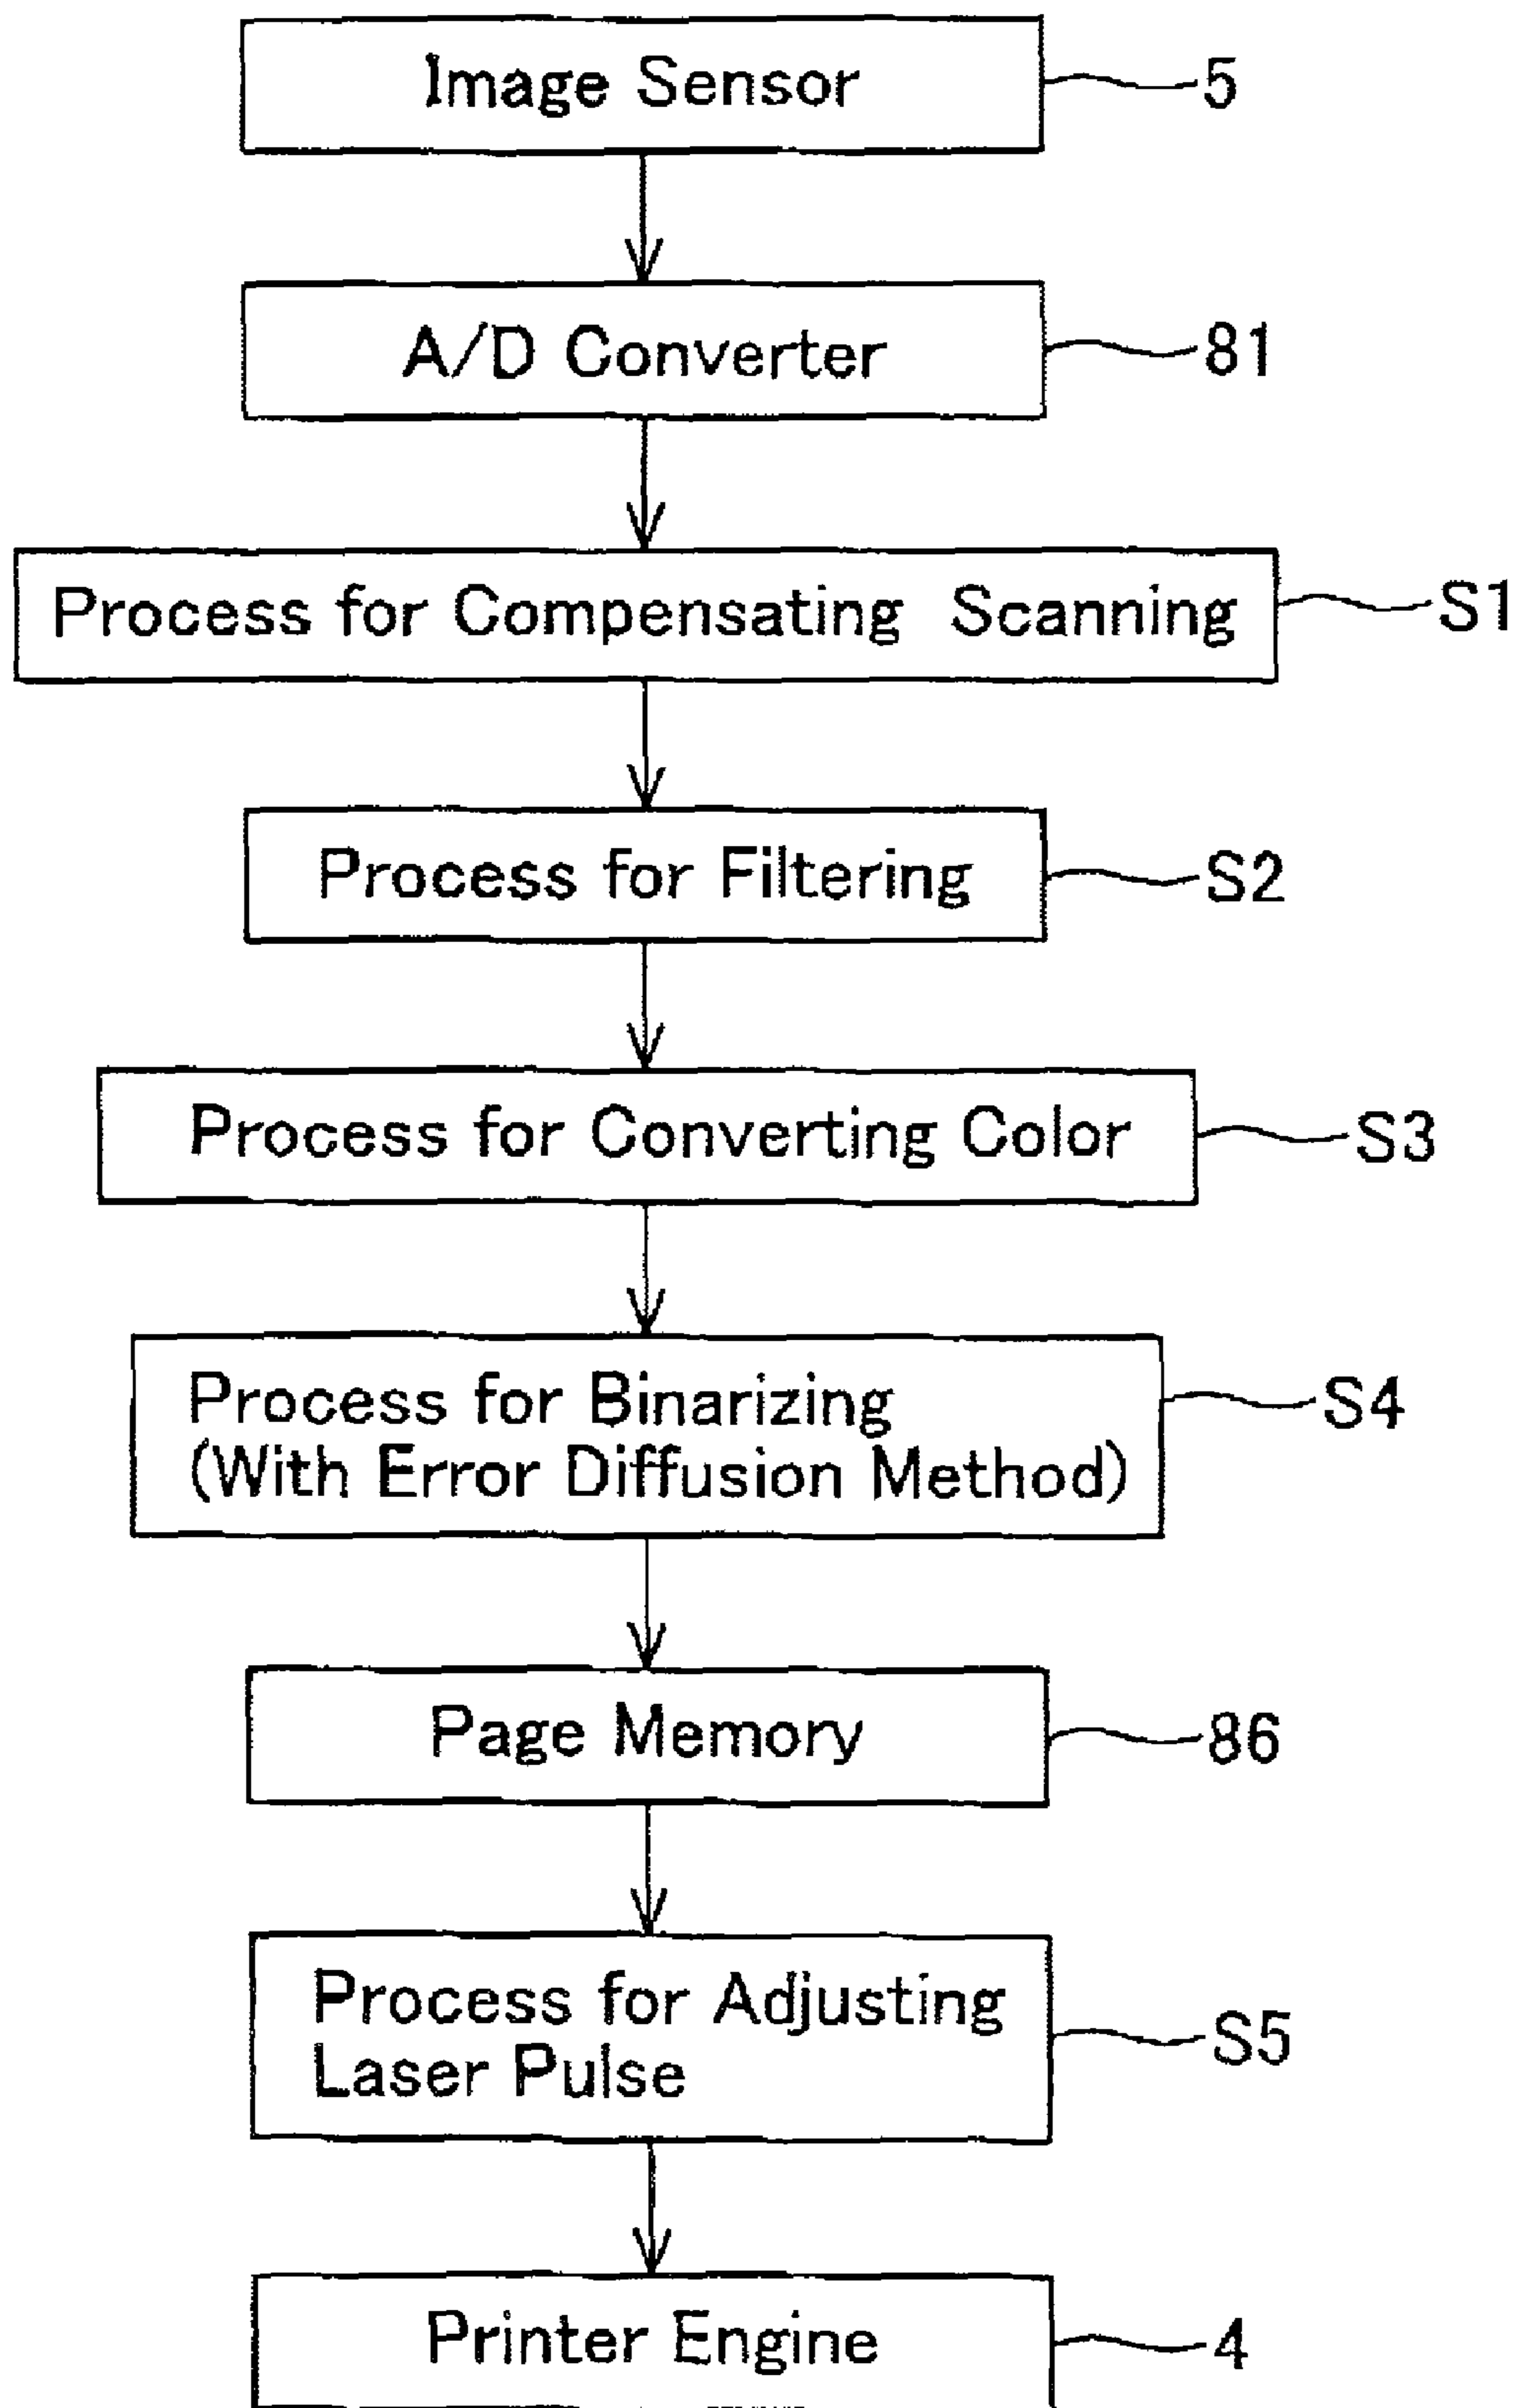 Image Sensor
5
A/D Converter
81
Process for Compensating Scanning
S1
Process for Filtering
S2
Process for Converting Color
S3
Process for Binarizing
(With Error Diffusion Method)
S4
Page Memory
86
Process for Adjusting
Laser Pulse
S5
Printer Engine
4